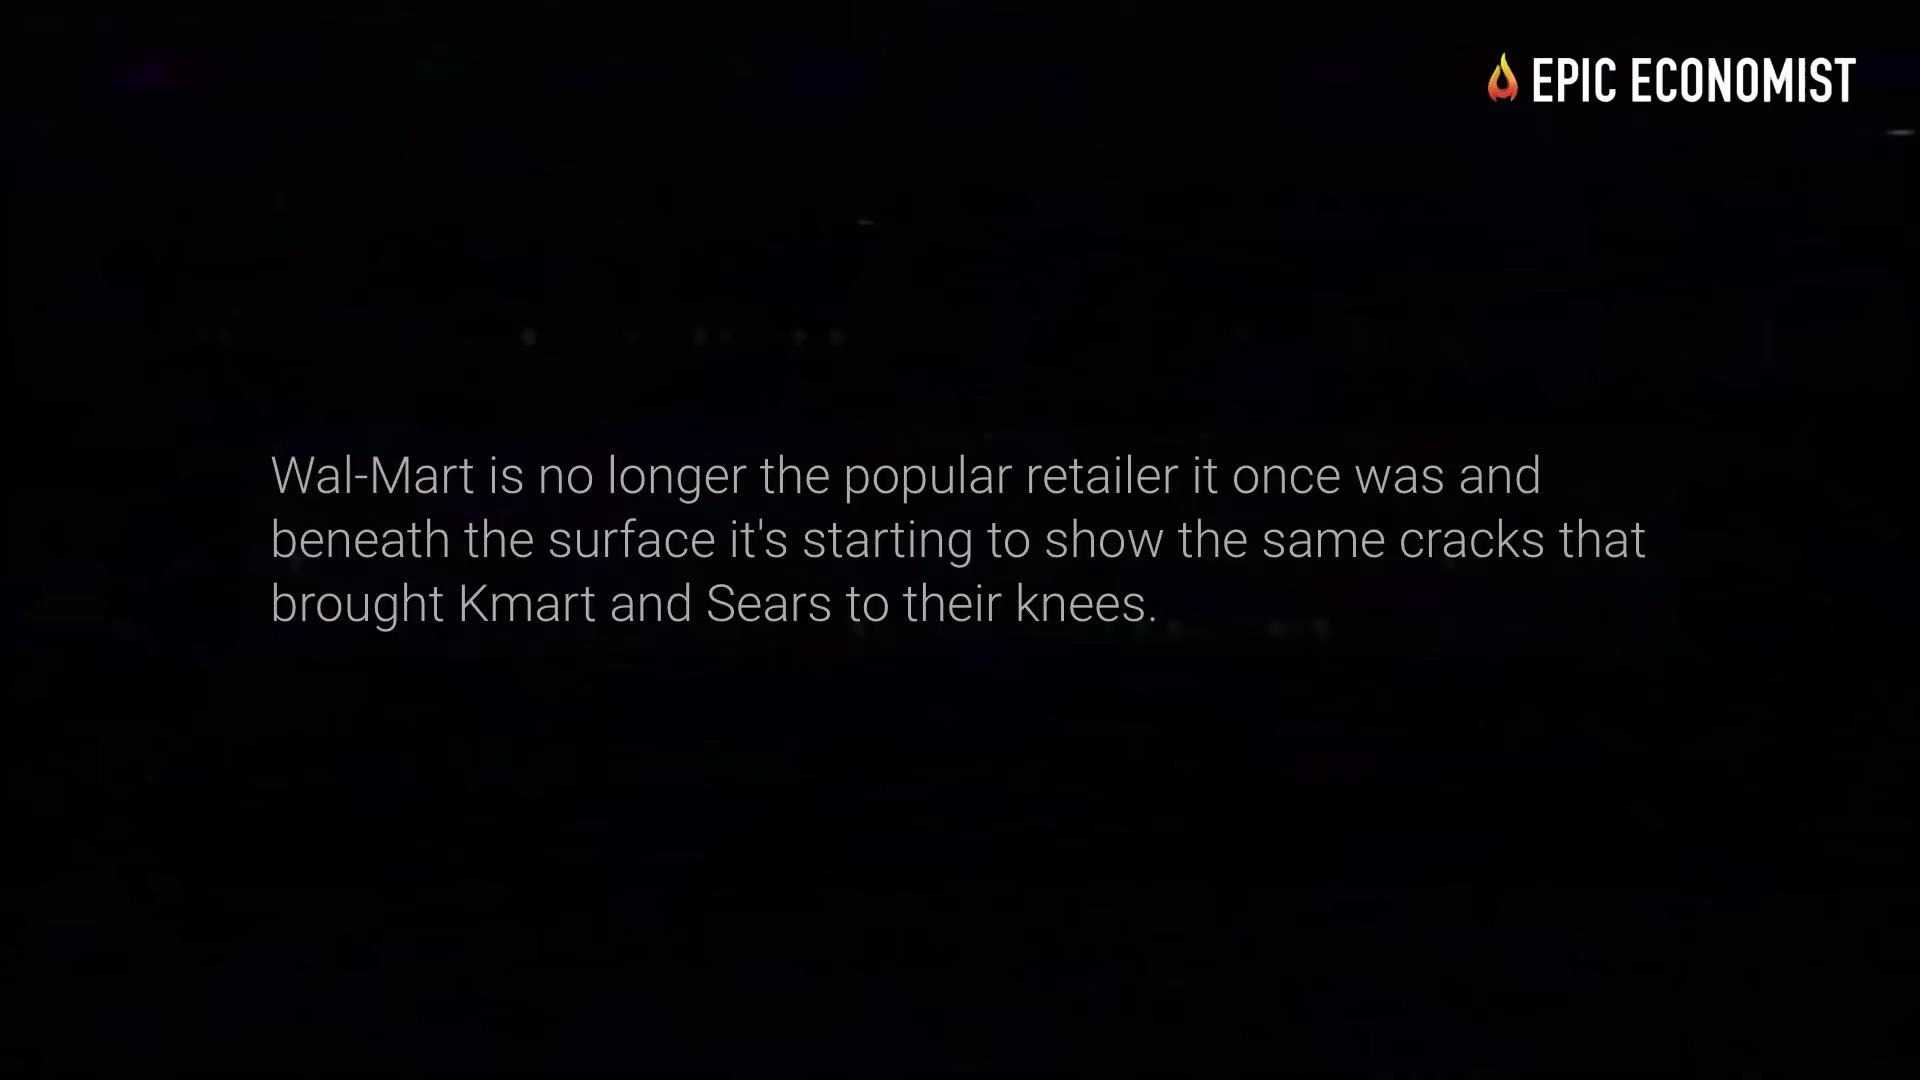 EPIC ECONOMIST
Wal-Mart is no longer the popular retailer it once was and
beneath the surface it's starting to show the same cracks that
brought Kmart and Sears to their knees.